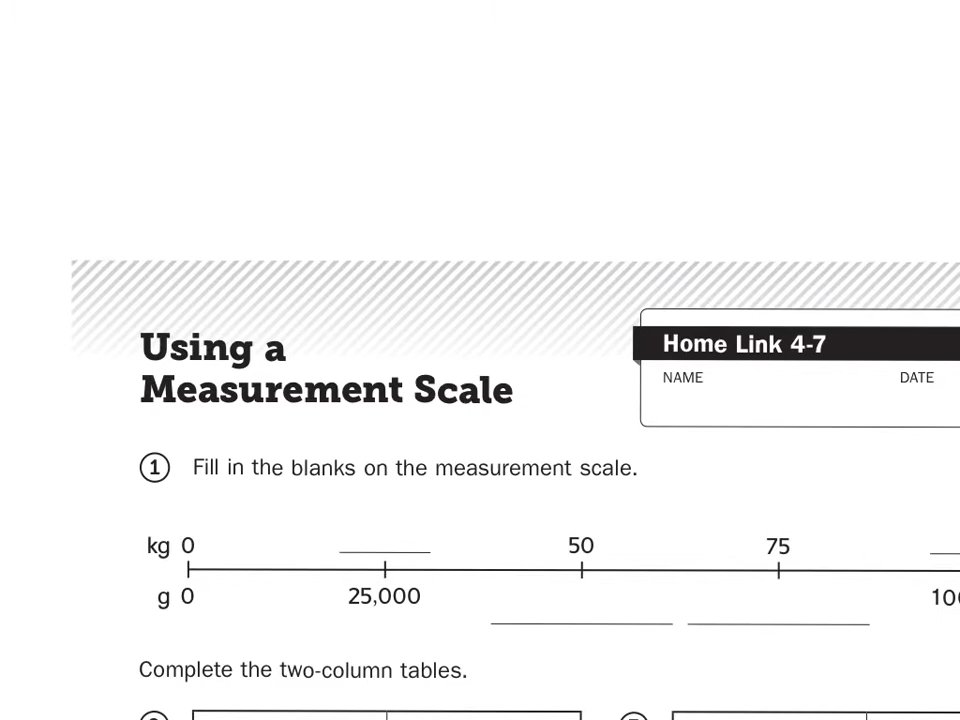 Using a
Measurement Scale
Home Link 4-7
NAME DATE
1 Fill in the blanks on the measurement scale.
kg 0 50 75
g 0 25,000
Complete the two-column tables.